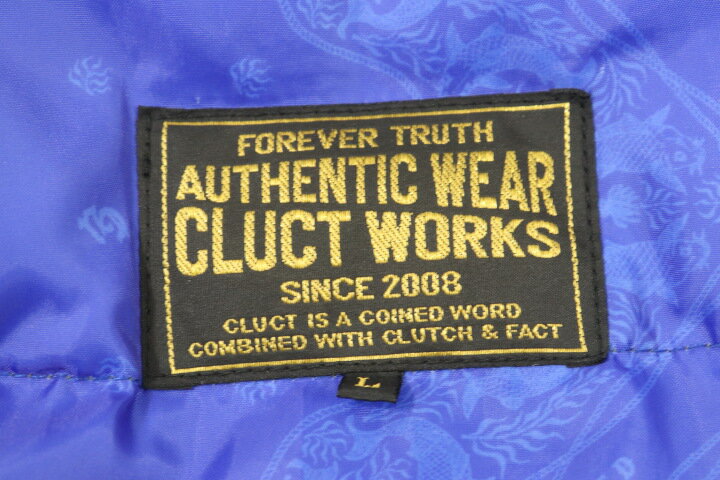 FOREVER TRUTH
AUTHENTIC WEAR
CLUCT WORKS
SINCE 2008
CLUCT IS A COINED WORD
COMBINED WITH CLUTCH & FACT
L